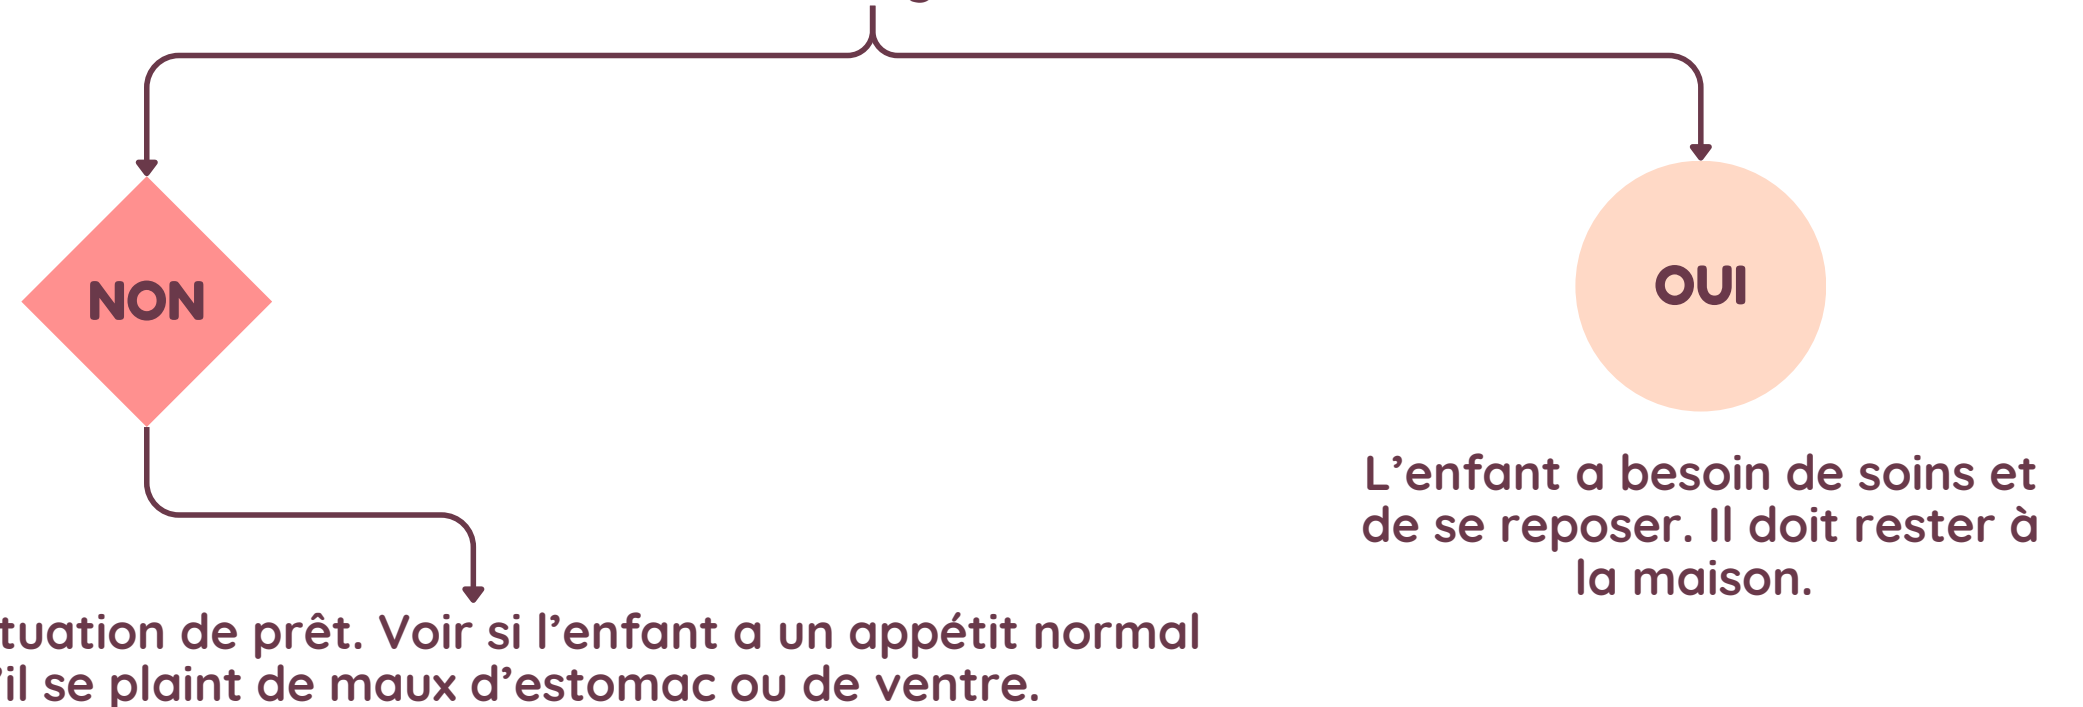 NON
OUI
L’enfant a besoin de soins et
de se reposer. Il doit rester à
la maison.
tuation de prêt. Voir si l’enfant a un appétit normal
’il se plaint de maux d’estomac ou de ventre.